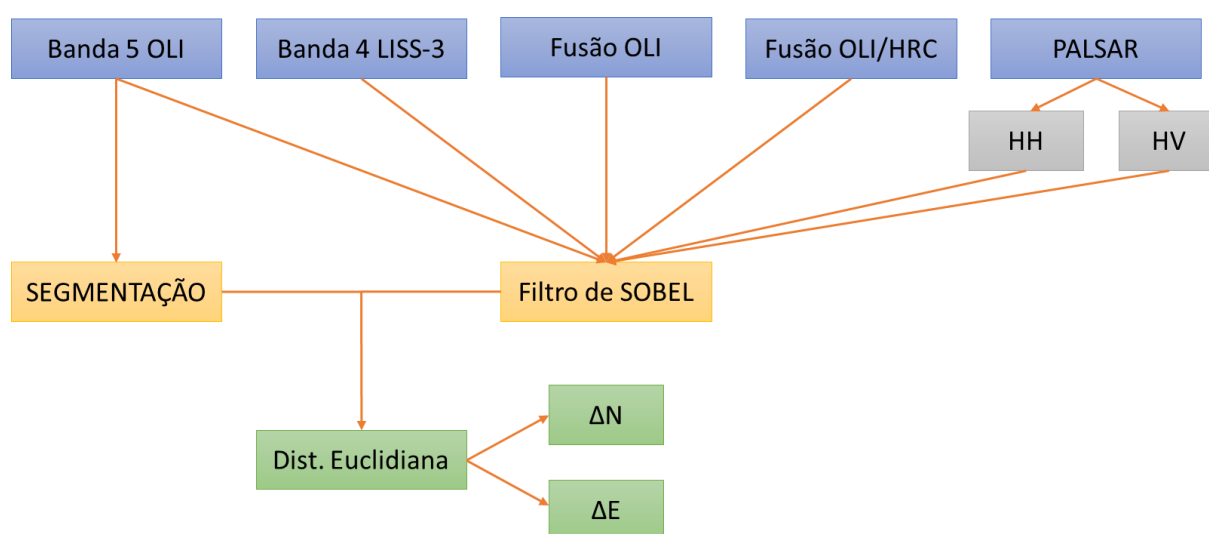 Banda 5 OLI
Banda 4 LISS-3
Fusão OLI
Fusão OLI/HRC
PALSAR
HH
HV
SEGMENTAÇÃO
Filtro de SOBEL
ΔN
Dist. Euclidiana
ΔE